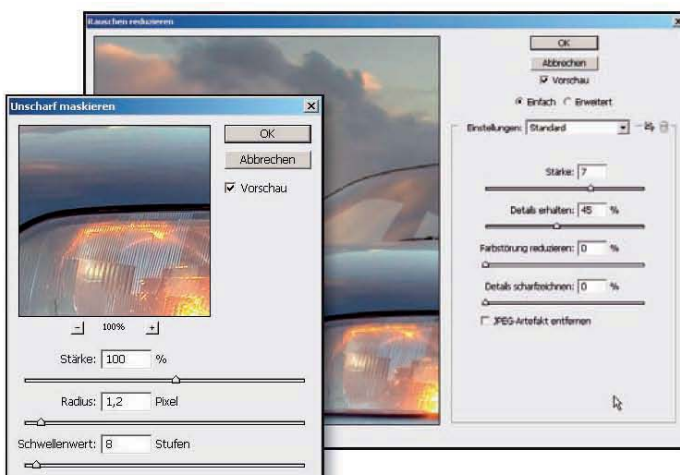 Rauschen reduzieren
OK
Abbrechen
Vorschau
Einfach Erweitert
Einstellungen: Standard
Stärke: 7
Details erhalten: 45 %
Farbstörung reduzieren: 0 %
Details scharfzeichnen: 0 %
JPEG-Artefakt entfernen
Unscharf maskieren
OK
Abbrechen
Vorschau
100%
Stärke: 100 %
Radius: 1,2 Pixel
Schwellenwert: 8 Stufen